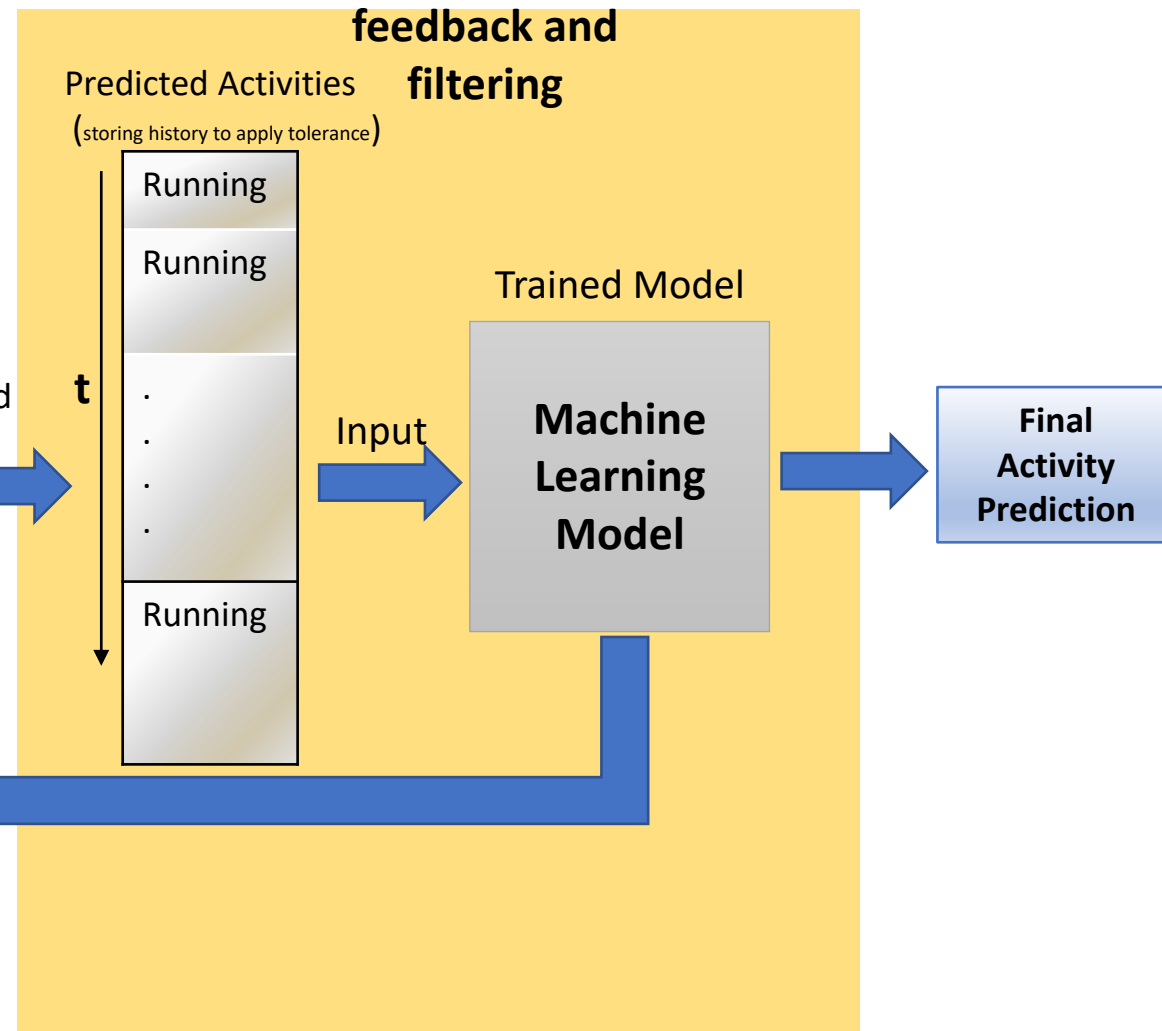 feedback and
filtering
Predicted Activities
(storing history to apply tolerance)
Running
Running
.
.
.
.
Running
t
Input
Trained Model
Machine
Learning
Model
Final
Activity
Prediction